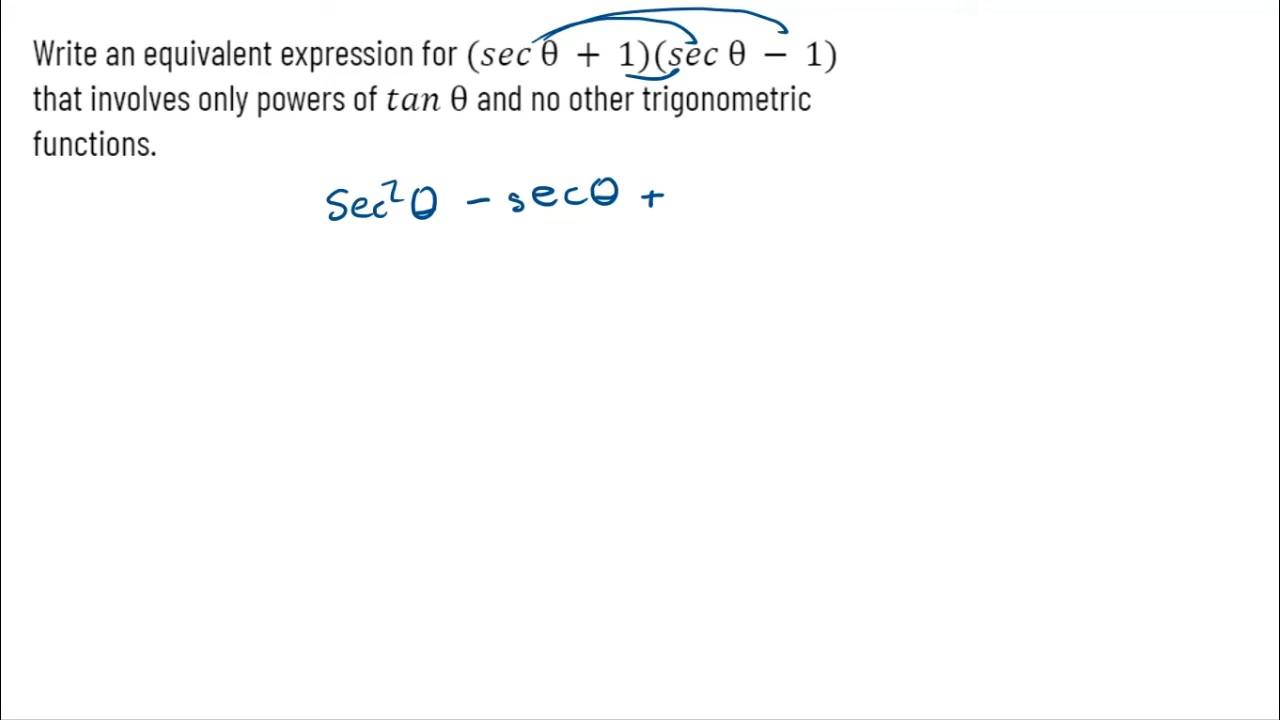 Write an equivalent expression for (sec θ + 1)(sec θ − 1)
that involves only powers of tan θ and no other trigonometric
functions.
sec²θ − secθ +